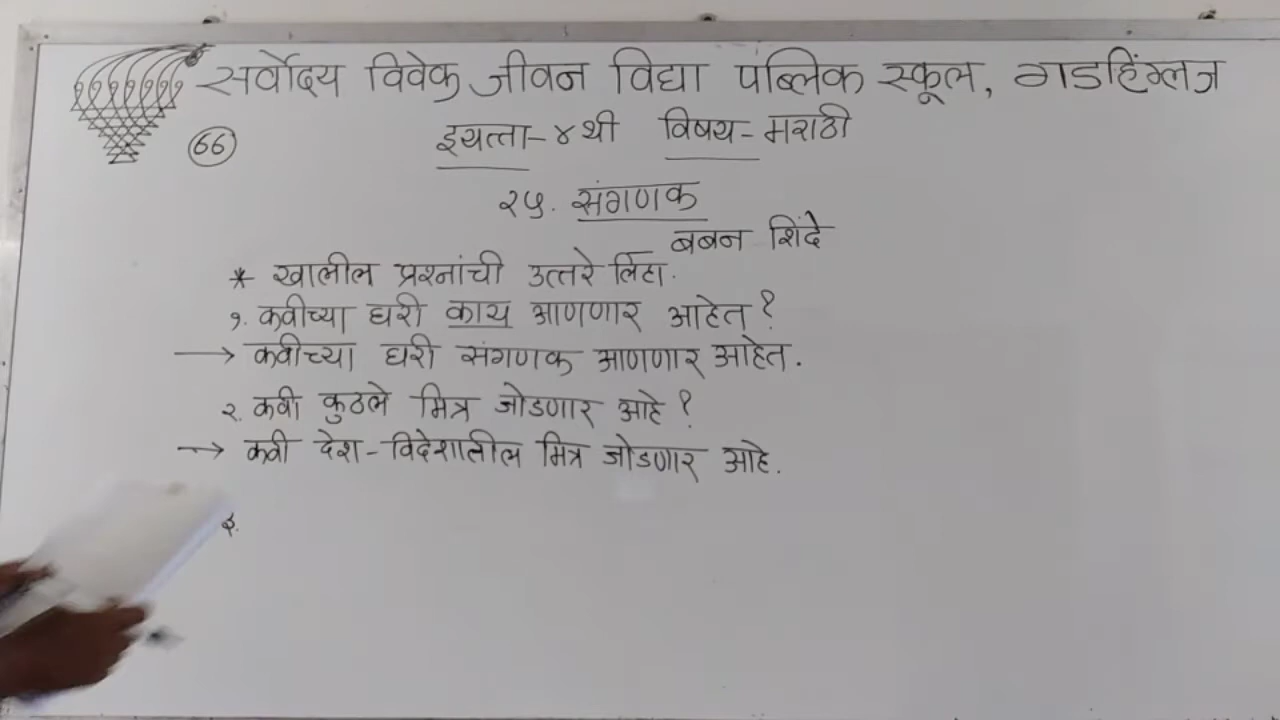 सर्वोदय विवेक जीवन विद्या पब्लिक स्कूल, गडहिंग्लज
66
इयत्ता-४थी विषय-मराठी
२५. संगणक
बबन शिंदे
* खालील प्रश्नांची उत्तरे लिहा.
१. कवीच्या घरी काय आणणार आहेत?
→ कवीच्या घरी संगणक आणणार आहेत.
२. कवी कुठले मित्र जोडणार आहे?
→ कवी देश-विदेशातील मित्र जोडणार आहे.
३.